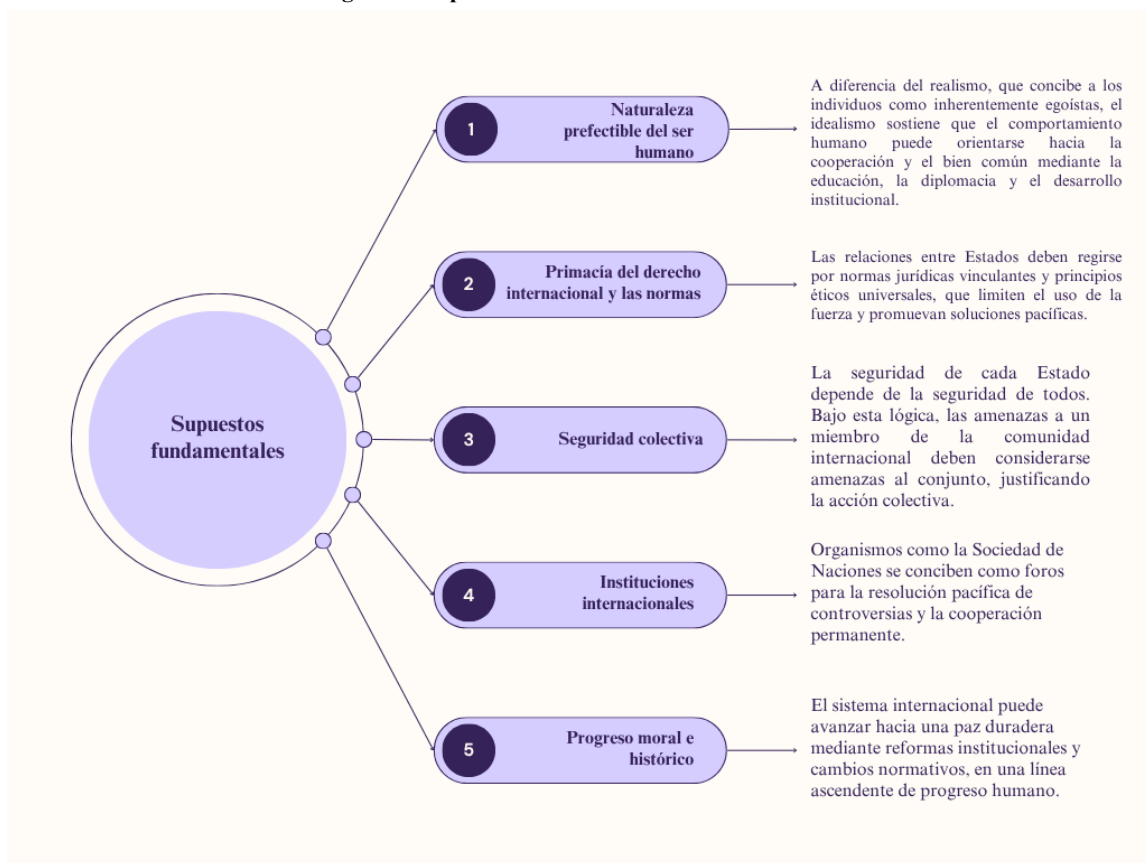 Supuestos
fundamentales
1
Naturaleza
prefectible del ser
humano
A diferencia del realismo, que concibe a los
individuos como inherentemente egoístas, el
idealismo sostiene que el comportamiento
humano puede orientarse hacia la
cooperación y el bien común mediante la
educación, la diplomacia y el desarrollo
institucional.
2
Primacía del derecho
internacional y las normas
Las relaciones entre Estados deben regirse
por normas jurídicas vinculantes y principios
éticos universales, que limiten el uso de la
fuerza y promuevan soluciones pacíficas.
3
Seguridad colectiva
La seguridad de cada Estado
depende de la seguridad de todos.
Bajo esta lógica, las amenazas a un
miembro de la comunidad
internacional deben considerarse
amenazas al conjunto, justificando
la acción colectiva.
4
Instituciones
internacionales
Organismos como la Sociedad de
Naciones se conciben como foros
para la resolución pacífica de
controversias y la cooperación
permanente.
5
Progreso moral e
histórico
El sistema internacional puede
avanzar hacia una paz duradera
mediante reformas institucionales y
cambios normativos, en una línea
ascendente de progreso humano.